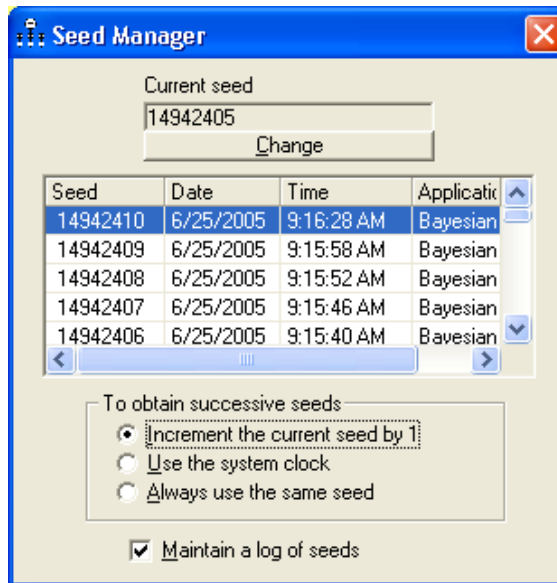 Seed Manager
Current seed
14942405
Change
Seed Date Time Applicatic
14942410 6/25/2005 9:16:28 AM Bayesian
14942409 6/25/2005 9:15:58 AM Bayesian
14942408 6/25/2005 9:15:52 AM Bayesian
14942407 6/25/2005 9:15:46 AM Bayesian
14942406 6/25/2005 9:15:40 AM Bayesian
To obtain successive seeds
Increment the current seed by 1
Use the system clock
Always use the same seed
Maintain a log of seeds